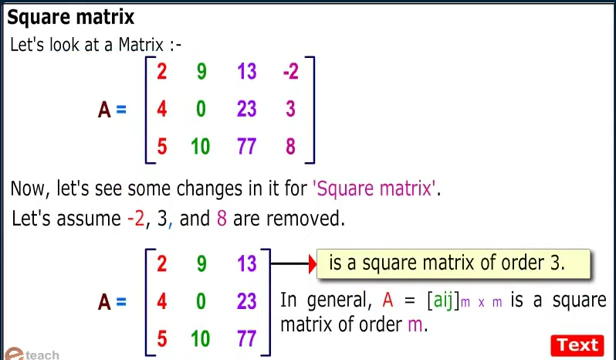 Square matrix
Let's look at a Matrix :-
2 9 13 -2
A = 4 0 23 3
5 10 77 8
Now, let's see some changes in it for 'Square matrix'.
Let's assume -2, 3, and 8 are removed.
2 9 13
is a square matrix of order 3.
A = 4 0 23
5 10 77
In general, A = [aij]m x m is a square
matrix of order m.
Text
e teach